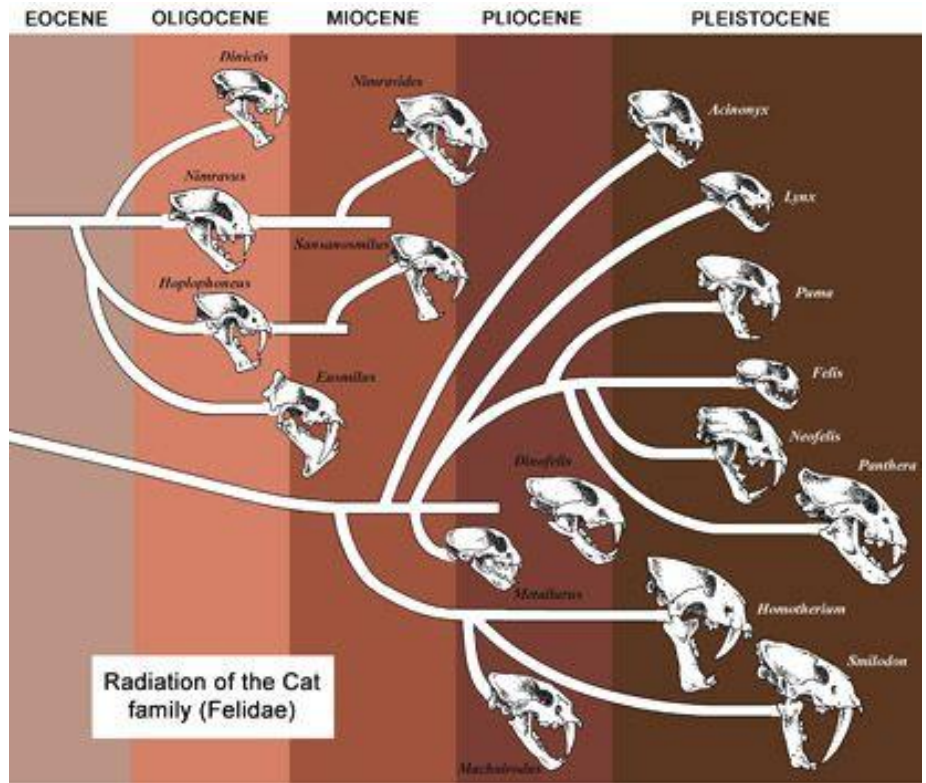 EOCENE OLIGOCENE MIOCENE PLIOCENE PLEISTOCENE
Dinictis
Nimravides
Acinonyx
Nimravus
Lynx
Sansanosmilus
Hoplophoneus
Puma
Eusmilus
Felis
Neofelis
Dinofelis
Panthera
Metailurus
Homotherium
Smilodon
Radiation of the Cat
family (Felidae)
Machairodus